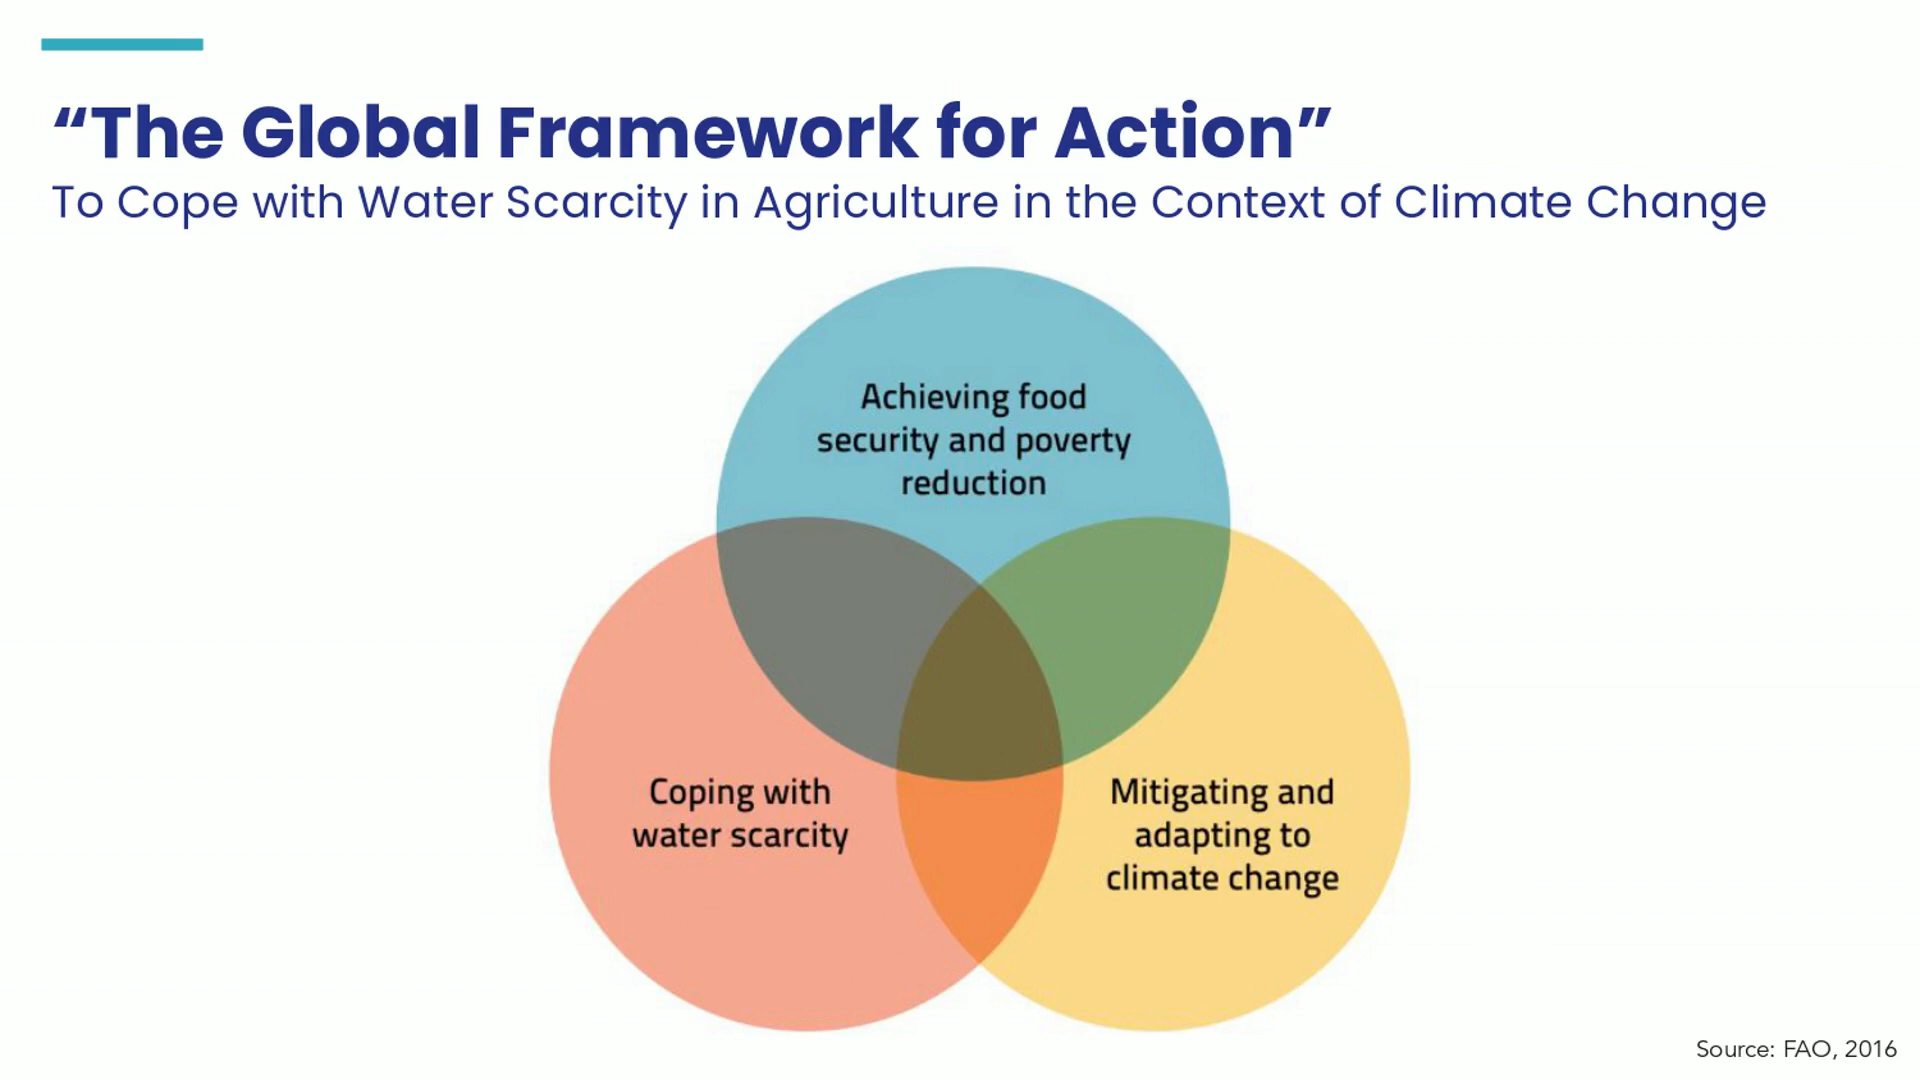 “The Global Framework for Action”
To Cope with Water Scarcity in Agriculture in the Context of Climate Change
Achieving food
security and poverty
reduction
Coping with
water scarcity
Mitigating and
adapting to
climate change
Source: FAO, 2016